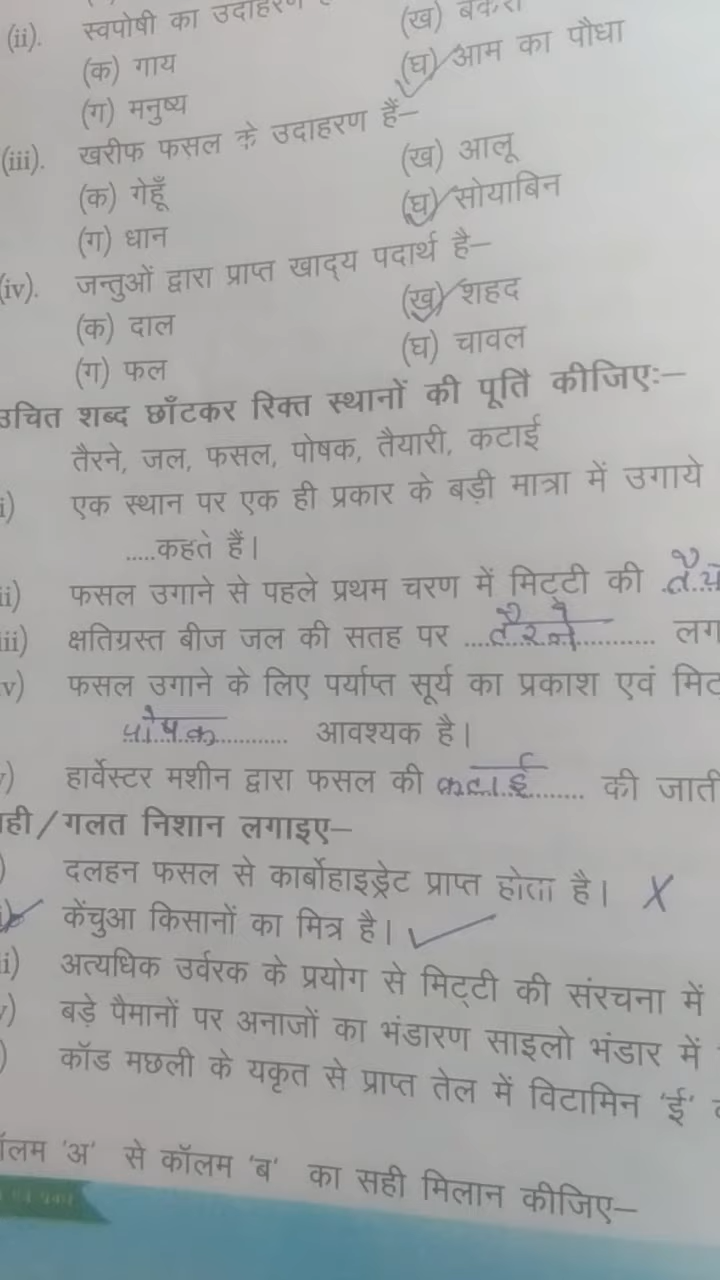 (ii). स्वपोषी का उदाहरण
(ख) बकरी
(क) गाय
(घ) आम का पौधा
(ग) मनुष्य
(iii). खरीफ फसल के उदाहरण हैं–
(ख) आलू
(क) गेहूँ
(घ) सोयाबिन
(ग) धान
(iv). जन्तुओं द्वारा प्राप्त खाद्य पदार्थ है–
(ख) शहद
(क) दाल
(घ) चावल
(ग) फल
उचित शब्द छाँटकर रिक्त स्थानों की पूर्ति कीजिएः–
तैरने, जल, फसल, पोषक, तैयारी, कटाई
i) एक स्थान पर एक ही प्रकार के बड़ी मात्रा में उगाये
.....कहते हैं।
ii) फसल उगाने से पहले प्रथम चरण में मिट्टी की तैय
iii) क्षतिग्रस्त बीज जल की सतह पर ....तैरने............ लग
v) फसल उगाने के लिए पर्याप्त सूर्य का प्रकाश एवं मिट
पोषक............ आवश्यक है।
) हार्वेस्टर मशीन द्वारा फसल की कटाई........ की जाती
ही/गलत निशान लगाइए–
) दलहन फसल से कार्बोहाइड्रेट प्राप्त होता है। X
i) केंचुआ किसानों का मित्र है। ✓
ii) अत्यधिक उर्वरक के प्रयोग से मिट्टी की संरचना में
) बड़े पैमानों पर अनाजों का भंडारण साइलो भंडार में
) कॉड मछली के यकृत से प्राप्त तेल में विटामिन 'ई'
ॉलम 'अ' से कॉलम 'ब' का सही मिलान कीजिए–